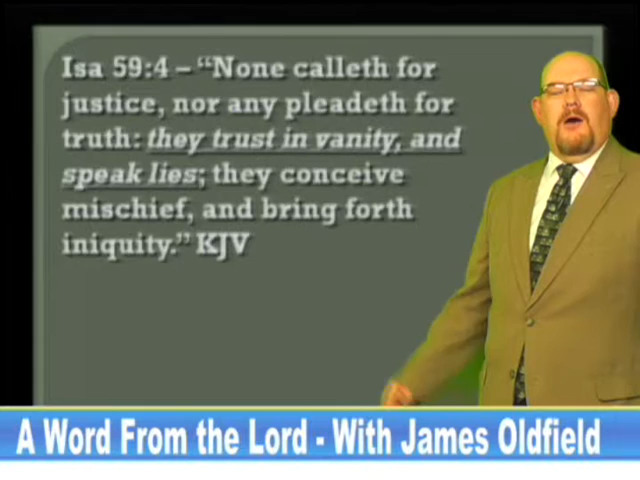 Isa 59:4 – “None calleth for
justice, nor any pleadeth for
truth: they trust in vanity, and
speak lies; they conceive
mischief, and bring forth
iniquity.” KJV
A Word From the Lord - With James Oldfield